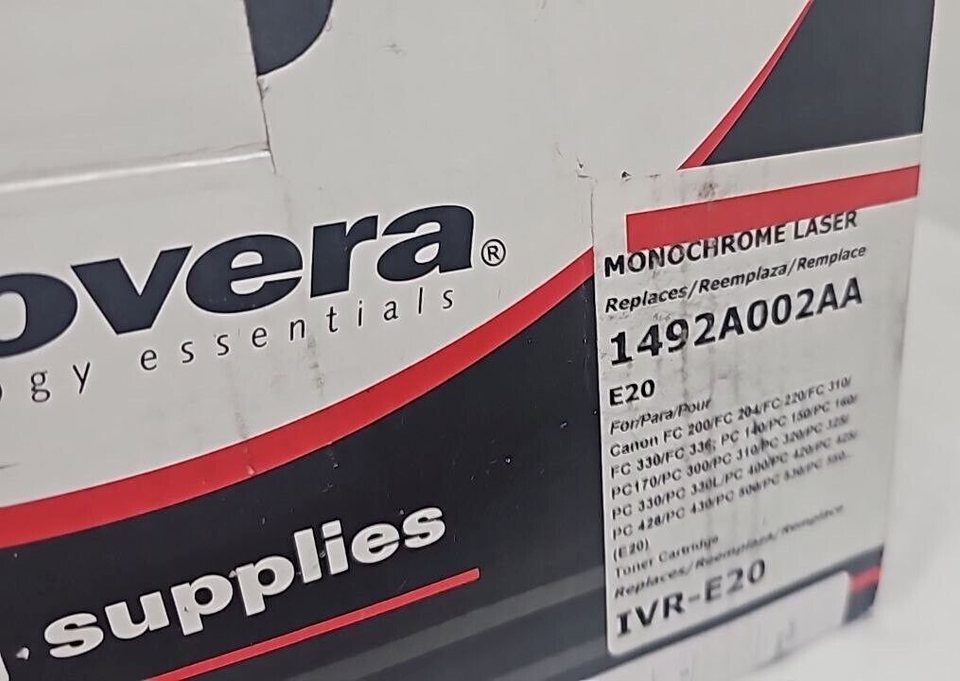 overa®
gy essentials
supplies
MONOCHROME LASER
Replaces/Reemplaza/Remplace
1492A002AA
E20
For/Para/Pour
Canon FC 200/FC 204/FC 220/FC 310/
FC 330/FC 336; PC 140/PC 150/PC 160/
PC170/PC 300/PC 310/PC 320/PC 325/
PC 330/PC 330L/PC 400/PC 420/PC 425/
PC 428/PC 430/PC 500/PC 530/PC 550...
(E20)
Toner Cartridge
Replaces/Reemplaza/Remplace
IVR-E20